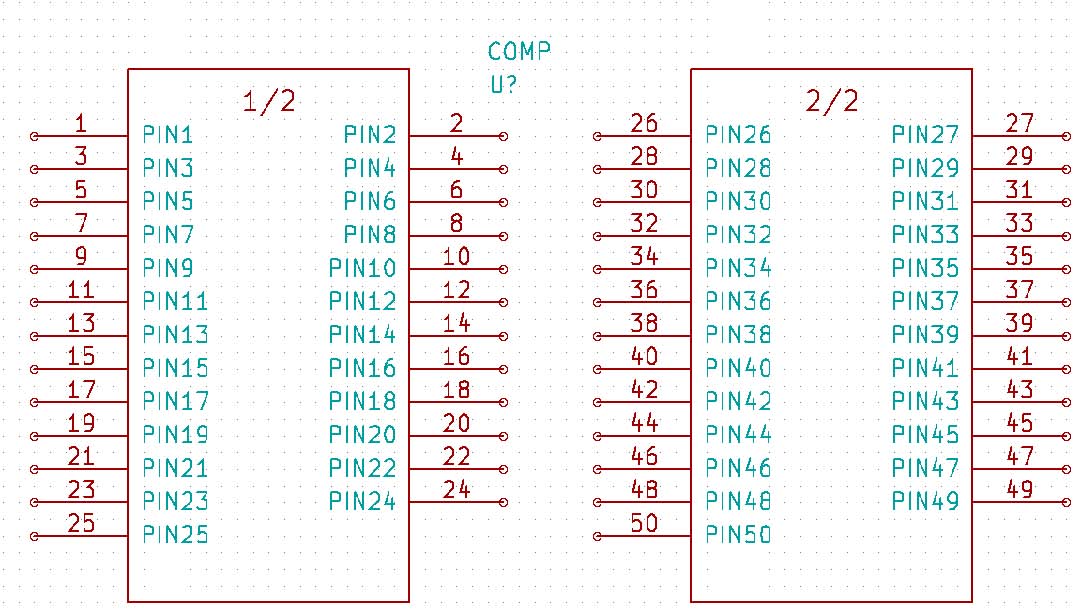 COMP
U?
1/2
1 PIN1 PIN2 2
3 PIN3 PIN4 4
5 PIN5 PIN6 6
7 PIN7 PIN8 8
9 PIN9 PIN10 10
11 PIN11 PIN12 12
13 PIN13 PIN14 14
15 PIN15 PIN16 16
17 PIN17 PIN18 18
19 PIN19 PIN20 20
21 PIN21 PIN22 22
23 PIN23 PIN24 24
25 PIN25
2/2
26 PIN26 PIN27 27
28 PIN28 PIN29 29
30 PIN30 PIN31 31
32 PIN32 PIN33 33
34 PIN34 PIN35 35
36 PIN36 PIN37 37
38 PIN38 PIN39 39
40 PIN40 PIN41 41
42 PIN42 PIN43 43
44 PIN44 PIN45 45
46 PIN46 PIN47 47
48 PIN48 PIN49 49
50 PIN50